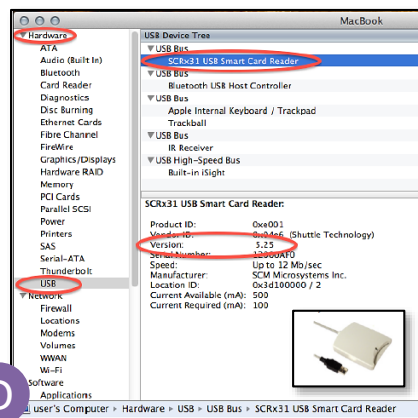 MacBook
Hardware
ATA
Audio (Built In)
Bluetooth
Card Reader
Diagnostics
Disc Burning
Ethernet Cards
Fibre Channel
FireWire
Graphics/Displays
Hardware RAID
Memory
PCI Cards
Parallel SCSI
Power
Printers
SAS
Serial-ATA
Thunderbolt
USB
Network
Firewall
Locations
Modems
Volumes
WWAN
Wi-Fi
Software
Applications
USB Device Tree
USB Bus
SCRx31 USB Smart Card Reader
USB Bus
Bluetooth USB Host Controller
USB Bus
Apple Internal Keyboard / Trackpad
Trackball
USB Bus
IR Receiver
USB High-Speed Bus
Built-in iSight
SCRx31 USB Smart Card Reader:
Product ID: 0xe001
Vendor ID: 0x04e6 (Shuttle Technology)
Version: 5.25
Serial Number: 12000AF0
Speed: Up to 12 Mb/sec
Manufacturer: SCM Microsystems Inc.
Location ID: 0x3d100000 / 2
Current Available (mA): 500
Current Required (mA): 100
user's Computer ▸ Hardware ▸ USB ▸ USB Bus ▸ SCRx31 USB Smart Card Reader